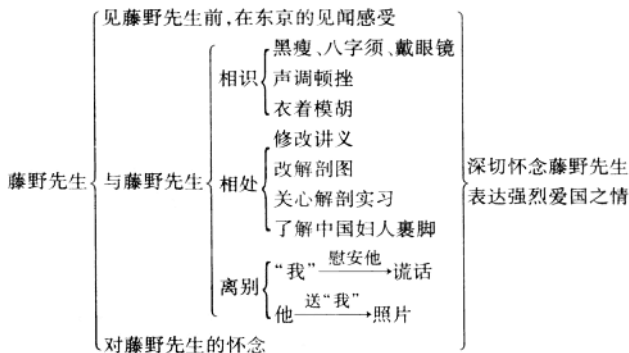 见藤野先生前,在东京的见闻感受
黑瘦、八字须、戴眼镜
相识
声调顿挫
衣着模胡
修改讲义
改解剖图
藤野先生
与藤野先生
相处
关心解剖实习
了解中国妇人裹脚
深切怀念藤野先生
表达强烈爱国之情
离别
“我”
慰安他
谎话
他
送“我”
照片
对藤野先生的怀念